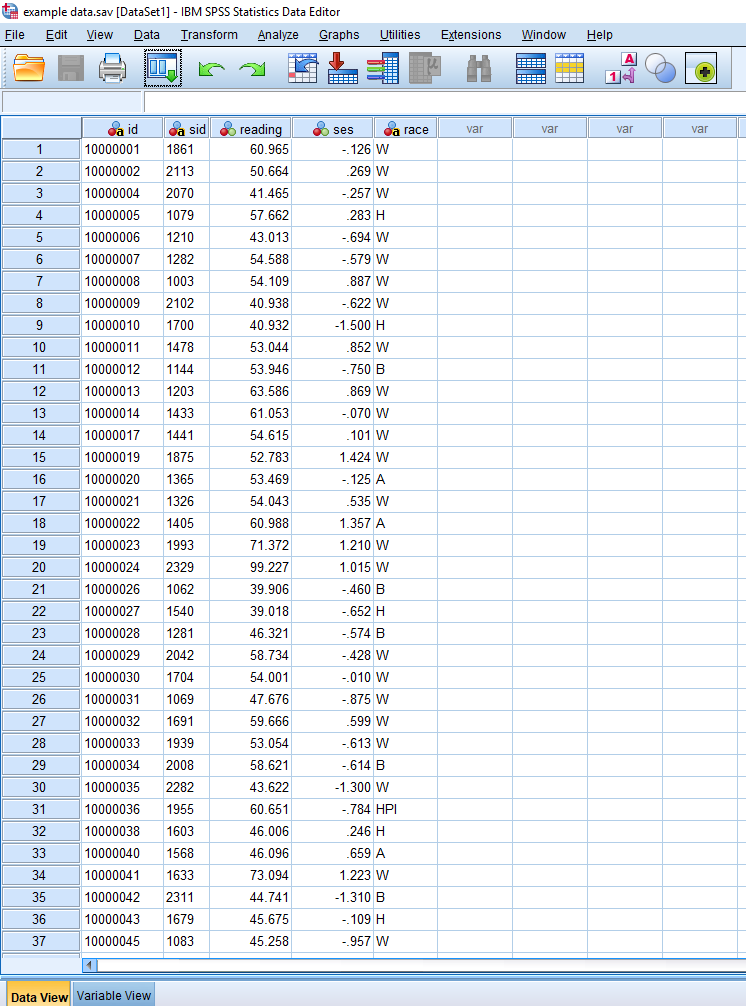 example data.sav [DataSet1] - IBM SPSS Statistics Data Editor
File Edit View Data Transform Analyze Graphs Utilities Extensions Window Help
A
1 4
id sid reading ses race var var var var
1 10000001 1861 60.965 -.126 W
2 10000002 2113 50.664 .269 W
3 10000004 2070 41.465 -.257 W
4 10000005 1079 57.662 .283 H
5 10000006 1210 43.013 -.694 W
6 10000007 1282 54.588 -.579 W
7 10000008 1003 54.109 .887 W
8 10000009 2102 40.938 -.622 W
9 10000010 1700 40.932 -1.500 H
10 10000011 1478 53.044 .852 W
11 10000012 1144 53.946 -.750 B
12 10000013 1203 63.586 .869 W
13 10000014 1433 61.053 -.070 W
14 10000017 1441 54.615 .101 W
15 10000019 1875 52.783 1.424 W
16 10000020 1365 53.469 -.125 A
17 10000021 1326 54.043 .535 W
18 10000022 1405 60.988 1.357 A
19 10000023 1993 71.372 1.210 W
20 10000024 2329 99.227 1.015 W
21 10000026 1062 39.906 -.460 B
22 10000027 1540 39.018 -.652 H
23 10000028 1281 46.321 -.574 B
24 10000029 2042 58.734 -.428 W
25 10000030 1704 54.001 -.010 W
26 10000031 1069 47.676 -.875 W
27 10000032 1691 59.666 .599 W
28 10000033 1939 53.054 -.613 W
29 10000034 2008 58.621 -.614 B
30 10000035 2282 43.622 -1.300 W
31 10000036 1955 60.651 -.784 HPI
32 10000038 1603 46.006 .246 H
33 10000040 1568 46.096 .659 A
34 10000041 1633 73.094 1.223 W
35 10000042 2311 44.741 -1.310 B
36 10000043 1679 45.675 -.109 H
37 10000045 1083 45.258 -.957 W
Data View Variable View